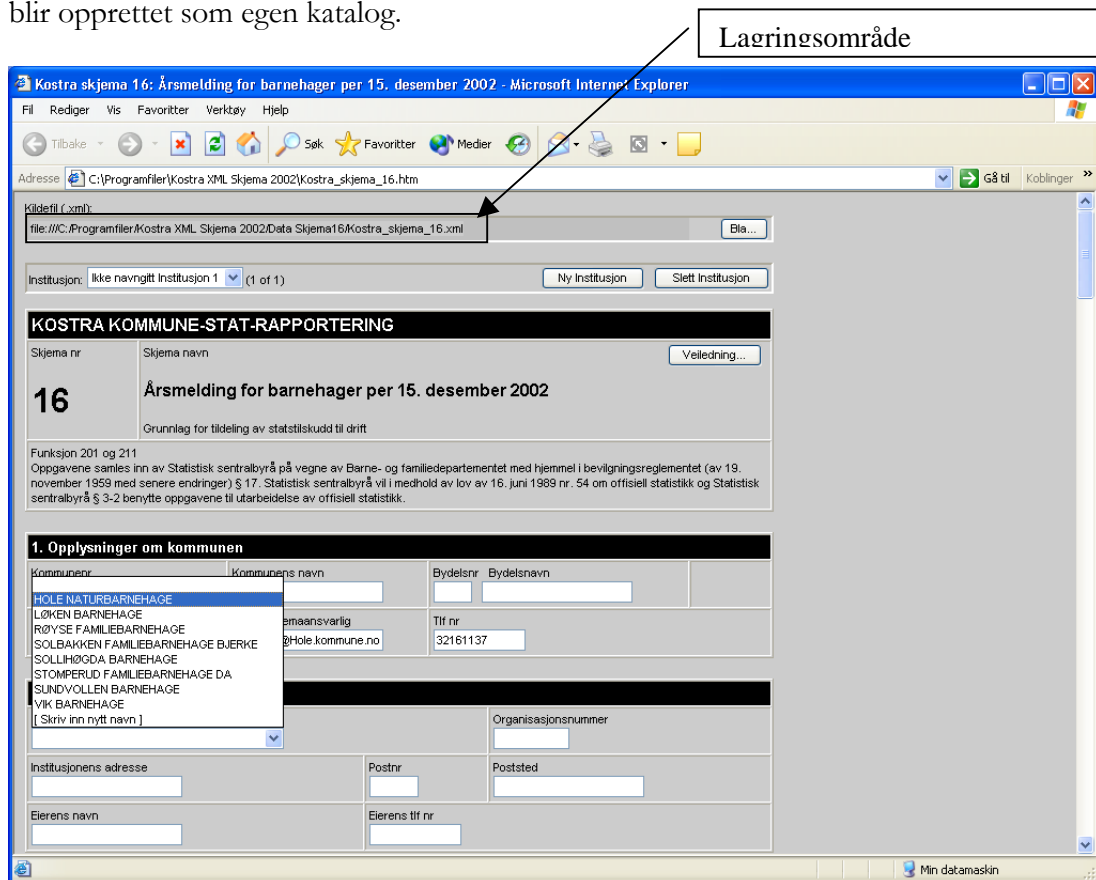 blir opprettet som egen katalog.
Lagringsområde
Kostra skjema 16: Årsmelding for barnehager per 15. desember 2002 - Microsoft Internet Explorer
Fil Rediger Vis Favoritter Verktøy Hjelp
Tilbake Søk Favoritter Medier
Adresse C:\Programfiler\Kostra XML Skjema 2002\Kostra_skjema_16.htm Gå til Koblinger »
Kildefil (.xml):
file:///C:/Programfiler/Kostra XML Skjema 2002/Data Skjema16/Kostra_skjema_16.xml Bla...
Institusjon: Ikke navngitt Institusjon 1 (1 of 1) Ny Institusjon Slett Institusjon
KOSTRA KOMMUNE-STAT-RAPPORTERING
Skjema nr Skjema navn Veiledning...
16 Årsmelding for barnehager per 15. desember 2002
Grunnlag for tildeling av statstilskudd til drift
Funksjon 201 og 211
Oppgavene samles inn av Statistisk sentralbyrå på vegne av Barne- og familiedepartementet med hjemmel i bevilgningsreglementet (av 19.
november 1959 med senere endringer) § 17. Statistisk sentralbyrå vil i medhold av lov av 16. juni 1989 nr. 54 om offisiell statistikk og Statistisk
sentralbyrå § 3-2 benytte oppgavene til utarbeidelse av offisiell statistikk.
1. Opplysninger om kommunen
Kommunenr Kommunens navn Bydelsnr Bydelsnavn
HOLE NATURBARNEHAGE
LØKEN BARNEHAGE
emaansvarlig Tlf nr
RØYSE FAMILIEBARNEHAGE
SOLBAKKEN FAMILIEBARNEHAGE BJERKE
@Hole.kommune.no 32161137
SOLLIHØGDA BARNEHAGE
STOMPERUD FAMILIEBARNEHAGE DA
SUNDVOLLEN BARNEHAGE
VIK BARNEHAGE
[ Skriv inn nytt navn ]
Organisasjonsnummer
Institusjonens adresse Postnr Poststed
Eierens navn Eierens tlf nr
Min datamaskin